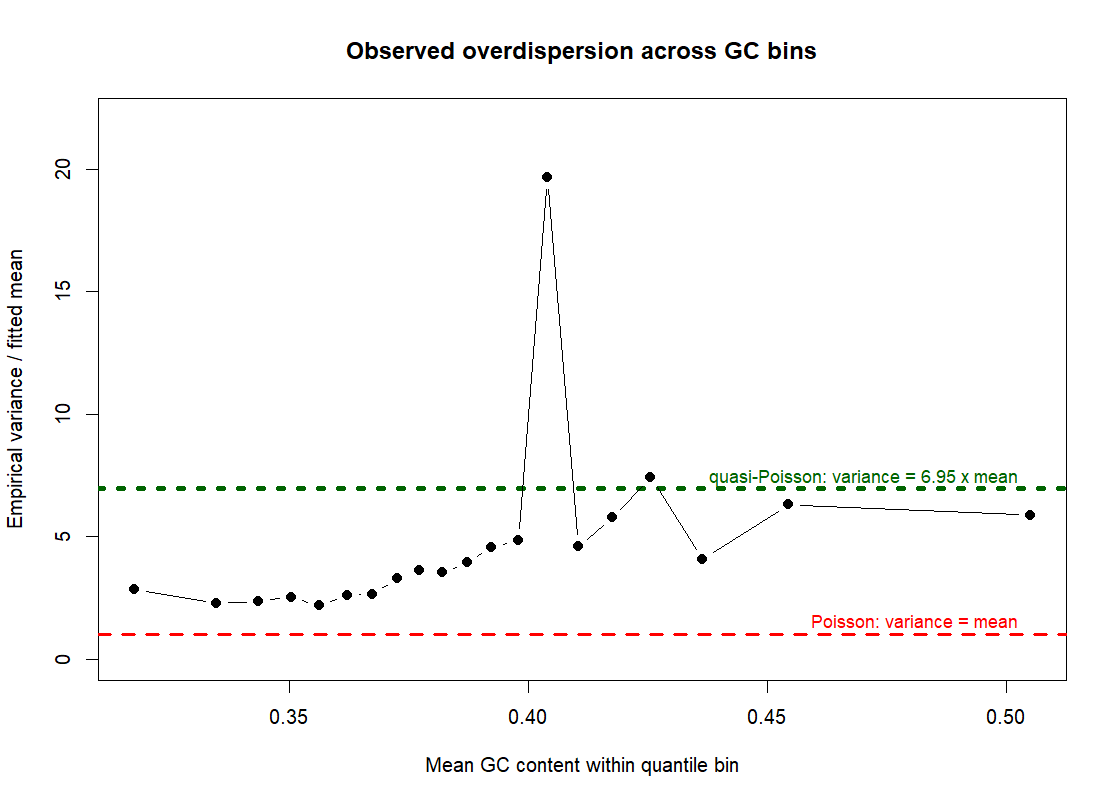 Observed overdispersion across GC bins
Empirical variance / fitted mean
20
15
10
5
0
quasi-Poisson: variance = 6.95 x mean
Poisson: variance = mean
0.35 0.40 0.45 0.50
Mean GC content within quantile bin